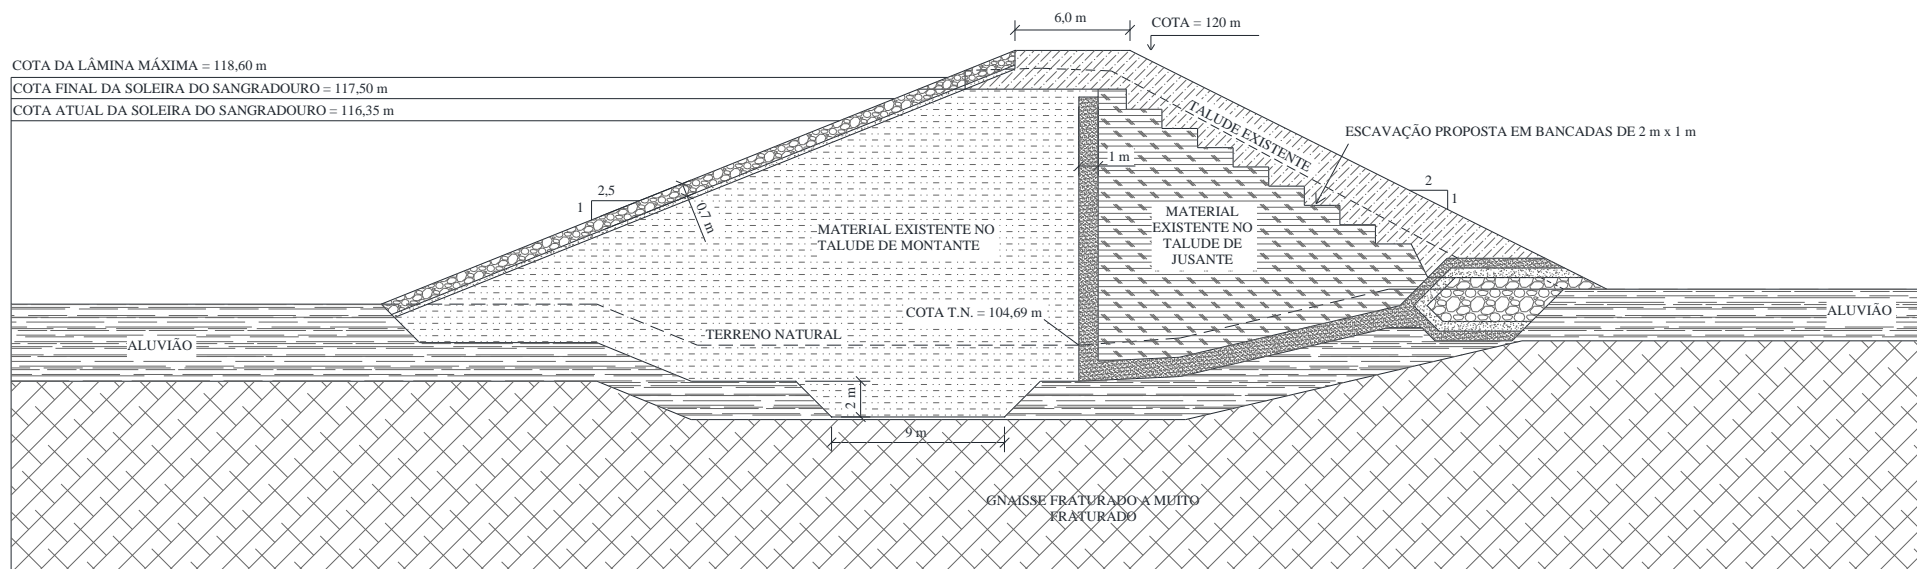 6,0 m
COTA = 120 m
COTA DA LÂMINA MÁXIMA = 118,60 m
COTA FINAL DA SOLEIRA DO SANGRADOURO = 117,50 m
COTA ATUAL DA SOLEIRA DO SANGRADOURO = 116,35 m
TALUDE EXISTENTE
ESCAVAÇÃO PROPOSTA EM BANCADAS DE 2 m x 1 m
1 m
2,5
1
0,7 m
2
1
MATERIAL EXISTENTE NO
TALUDE DE MONTANTE
MATERIAL
EXISTENTE NO
TALUDE DE
JUSANTE
COTA T.N. = 104,69 m
TERRENO NATURAL
ALUVIÃO
ALUVIÃO
2 m
9 m
GNAISSE FRATURADO A MUITO
FRATURADO